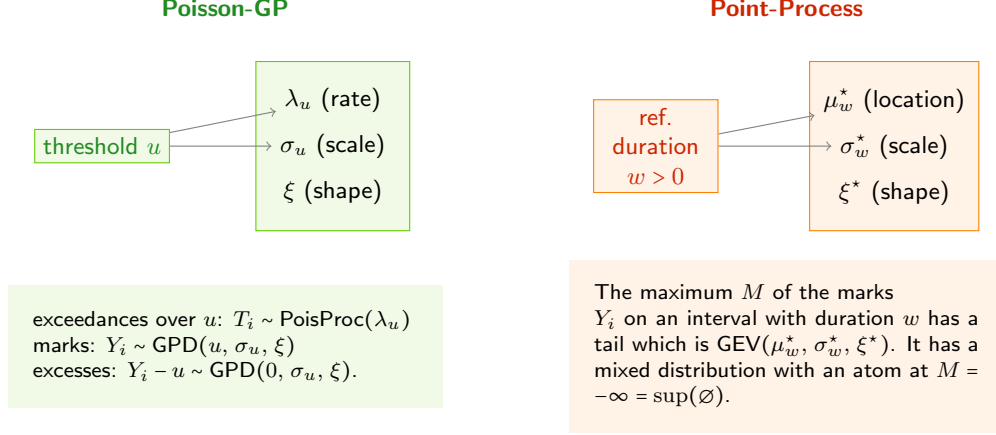 Poisson-GP
threshold u
λ_u (rate)
σ_u (scale)
ξ (shape)
exceedances over u: T_i ~ PoisProc(λ_u)
marks: Y_i ~ GPD(u, σ_u, ξ)
excesses: Y_i − u ~ GPD(0, σ_u, ξ).
Point-Process
ref.
duration
w > 0
μ*_w (location)
σ*_w (scale)
ξ* (shape)
The maximum M of the marks
Y_i on an interval with duration w has a
tail which is GEV(μ*_w, σ*_w, ξ*). It has a
mixed distribution with an atom at M =
−∞ = sup(∅).